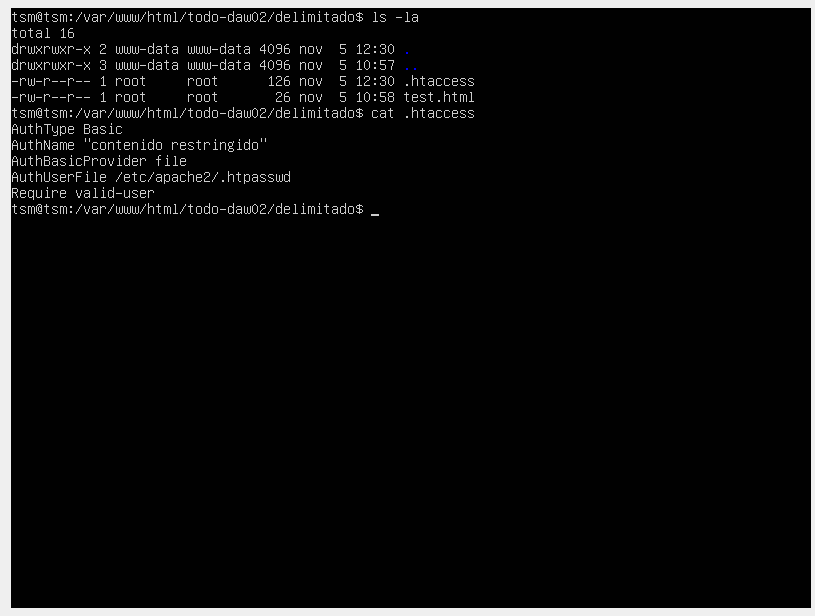 tsm@tsm:/var/www/html/todo-daw02/delimitado$ ls -la
total 16
drwxrwxr-x 2 www-data www-data 4096 nov  5 12:30 .
drwxrwxr-x 3 www-data www-data 4096 nov  5 10:57 ..
-rw-r--r-- 1 root     root      126 nov  5 12:30 .htaccess
-rw-r--r-- 1 root     root       26 nov  5 10:58 test.html
tsm@tsm:/var/www/html/todo-daw02/delimitado$ cat .htaccess
AuthType Basic
AuthName "contenido restringido"
AuthBasicProvider file
AuthUserFile /etc/apache2/.htpasswd
Require valid-user
tsm@tsm:/var/www/html/todo-daw02/delimitado$ _